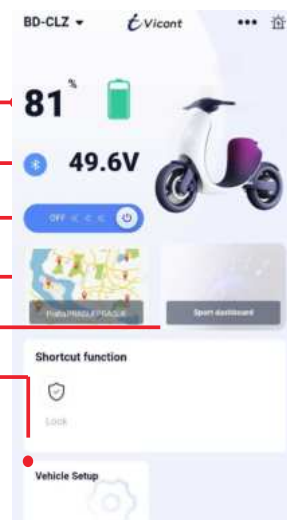 BD-CLZ
Vicont
81%
49.6V
OFF
Sport dashboard
Shortcut function
Lock
Vehicle Setup